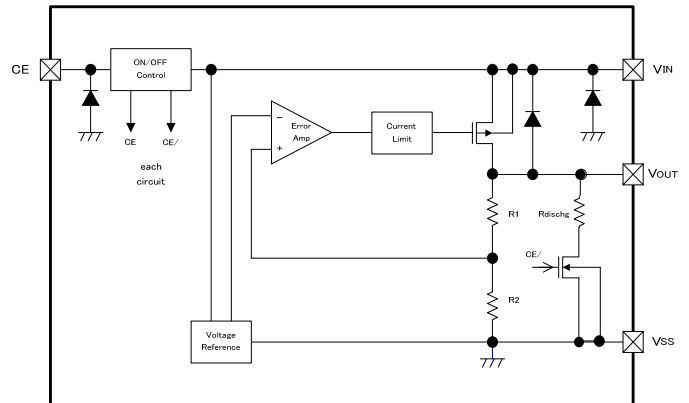 CE
ON/OFF
Control
VIN
CE
CE/
each
circuit
−
Error
Amp
+
Current
Limit
VOUT
R1
Rdischg
CE/
R2
Voltage
Reference
VSS